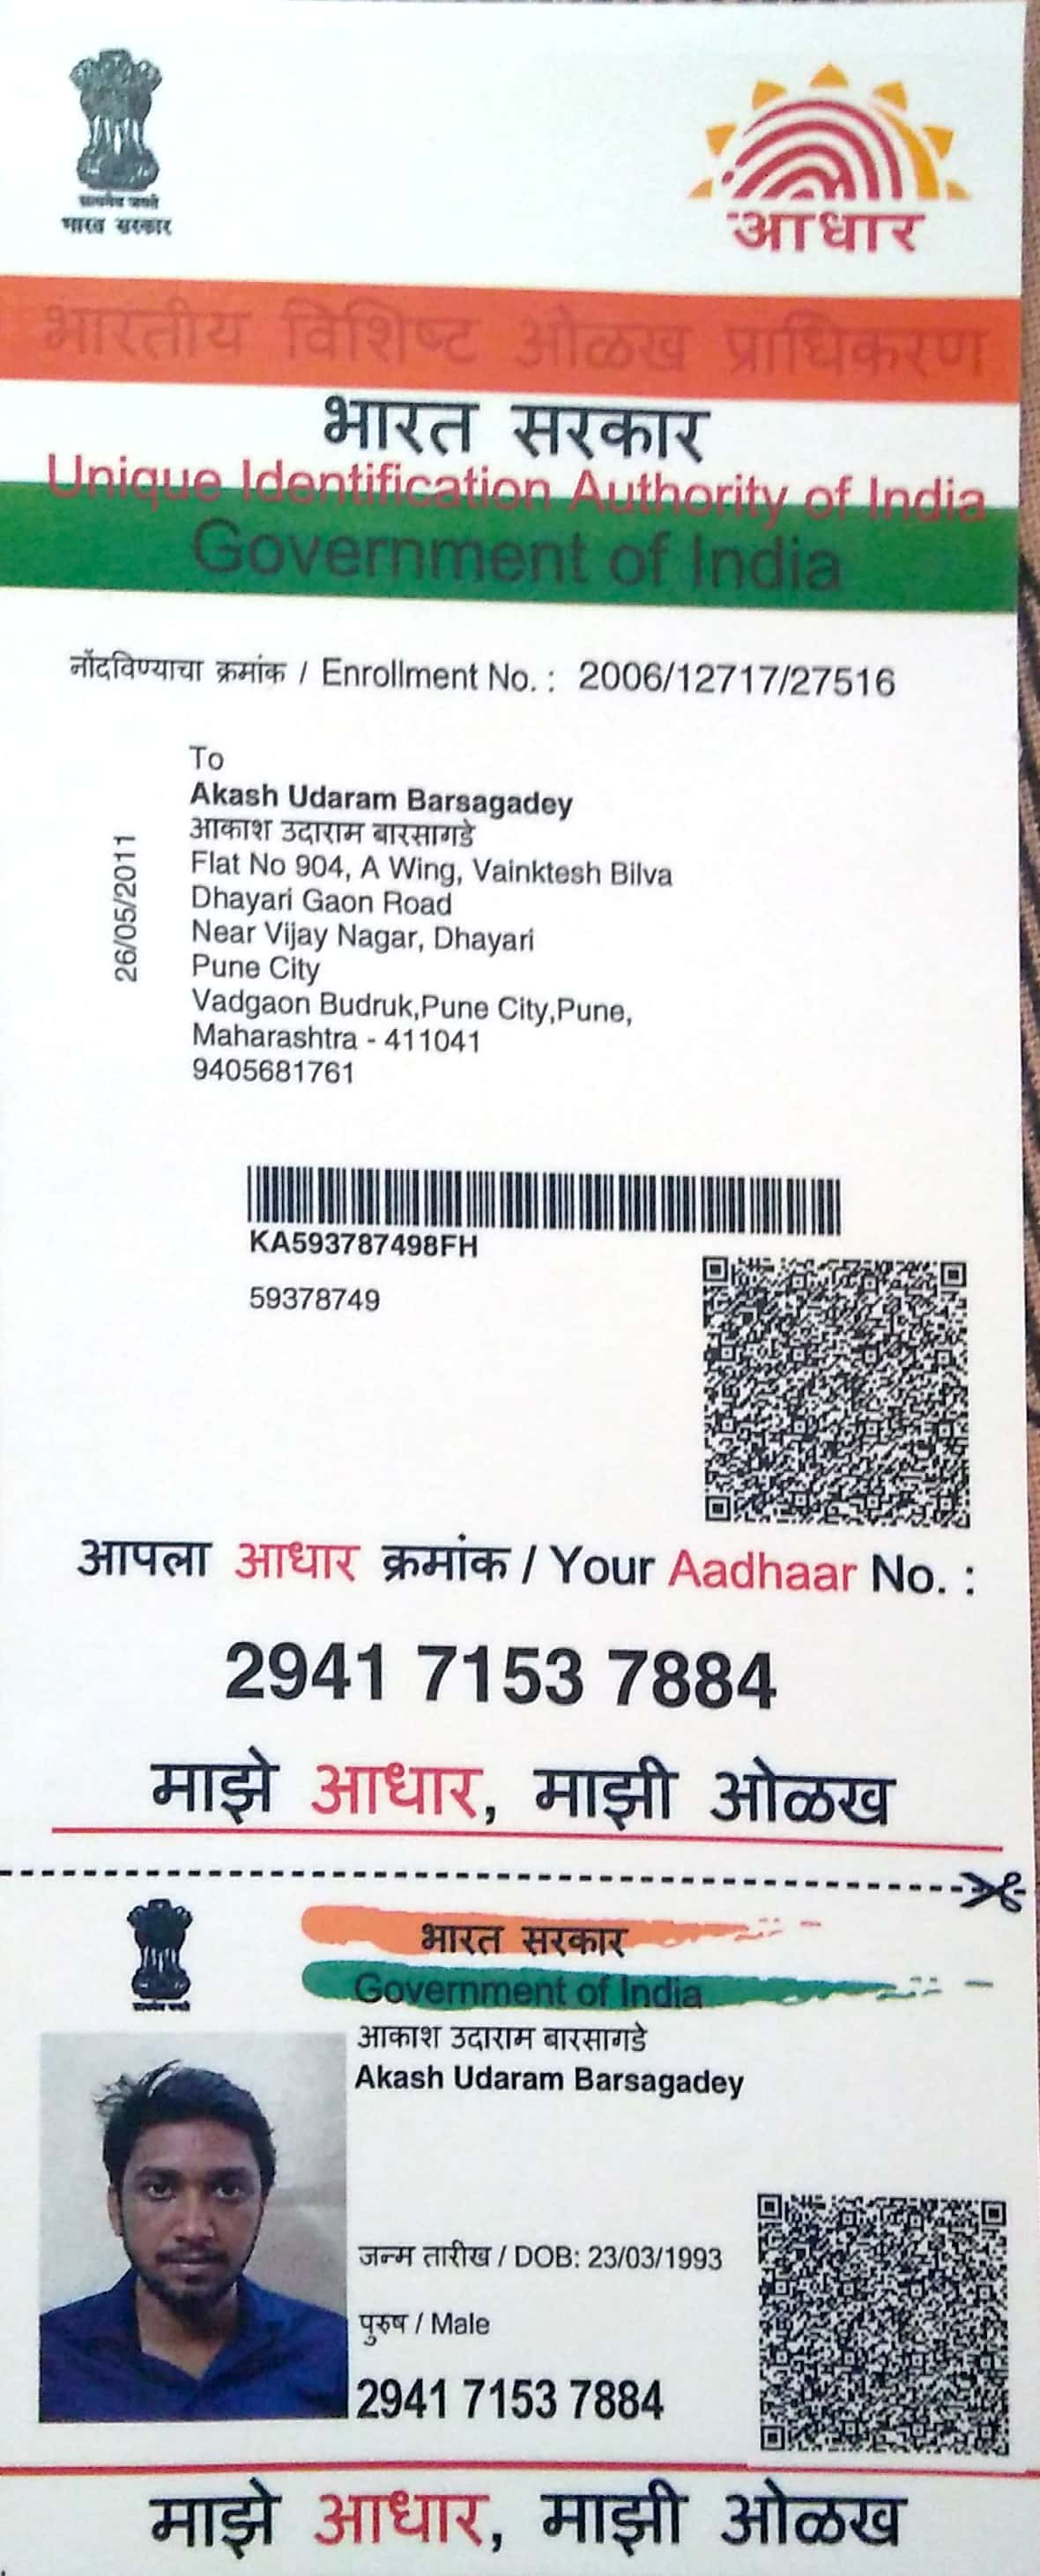 सत्यमेव जयते
भारत सरकार
आधार
भारतीय विशिष्ट ओळख प्राधिकरण
भारत सरकार
Unique Identification Authority of India
Government of India
नोंदविण्याचा क्रमांक / Enrollment No. : 2006/12717/27516
26/05/2011
To
Akash Udaram Barsagadey
आकाश उदाराम बारसागडे
Flat No 904, A Wing, Vainktesh Bilva
Dhayari Gaon Road
Near Vijay Nagar, Dhayari
Pune City
Vadgaon Budruk,Pune City,Pune,
Maharashtra - 411041
9405681761
KA593787498FH
59378749
आपला आधार क्रमांक / Your Aadhaar No. :
2941 7153 7884
माझे आधार, माझी ओळख
सत्यमेव जयते
भारत सरकार
Government of India
आकाश उदाराम बारसागडे
Akash Udaram Barsagadey
जन्म तारीख / DOB: 23/03/1993
पुरुष / Male
2941 7153 7884
माझे आधार, माझी ओळख